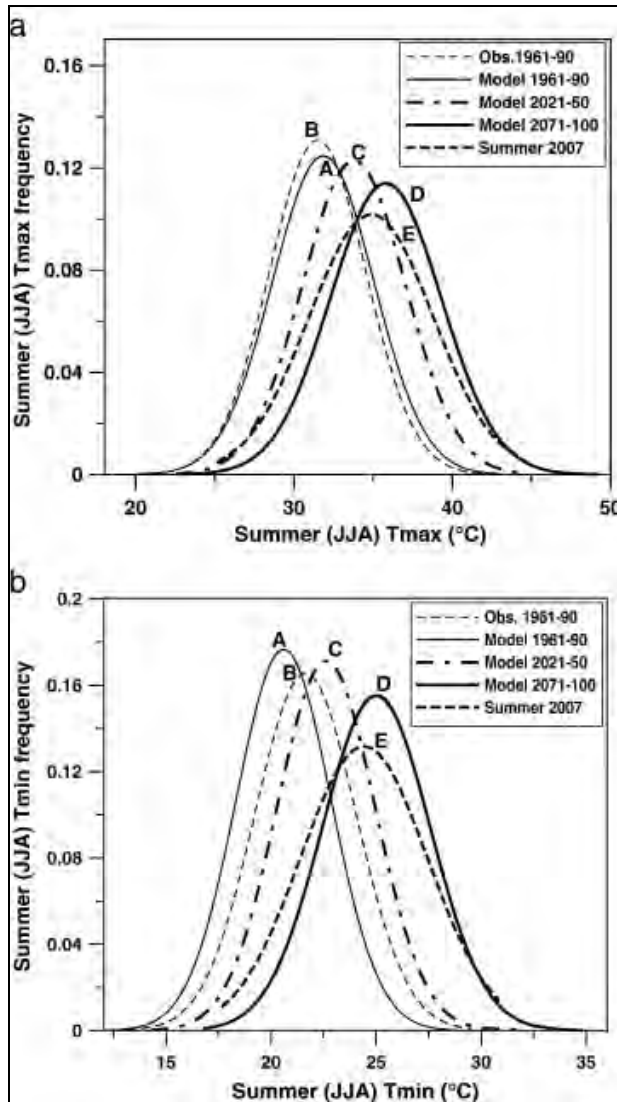 a
0.16
0.12
0.08
0.04
0
Summer (JJA) Tmax frequency
Obs.1961-90
Model 1961-90
Model 2021-50
Model 2071-100
Summer 2007
B
A
C
D
E
20
30
40
50
Summer (JJA) Tmax (°C)
b
0.2
0.16
0.12
0.08
0.04
0
Summer (JJA) Tmin frequency
Obs. 1961-90
Model 1961-90
Model 2021-50
Model 2071-100
Summer 2007
A
B
C
D
E
15
20
25
30
35
Summer (JJA) Tmin (°C)